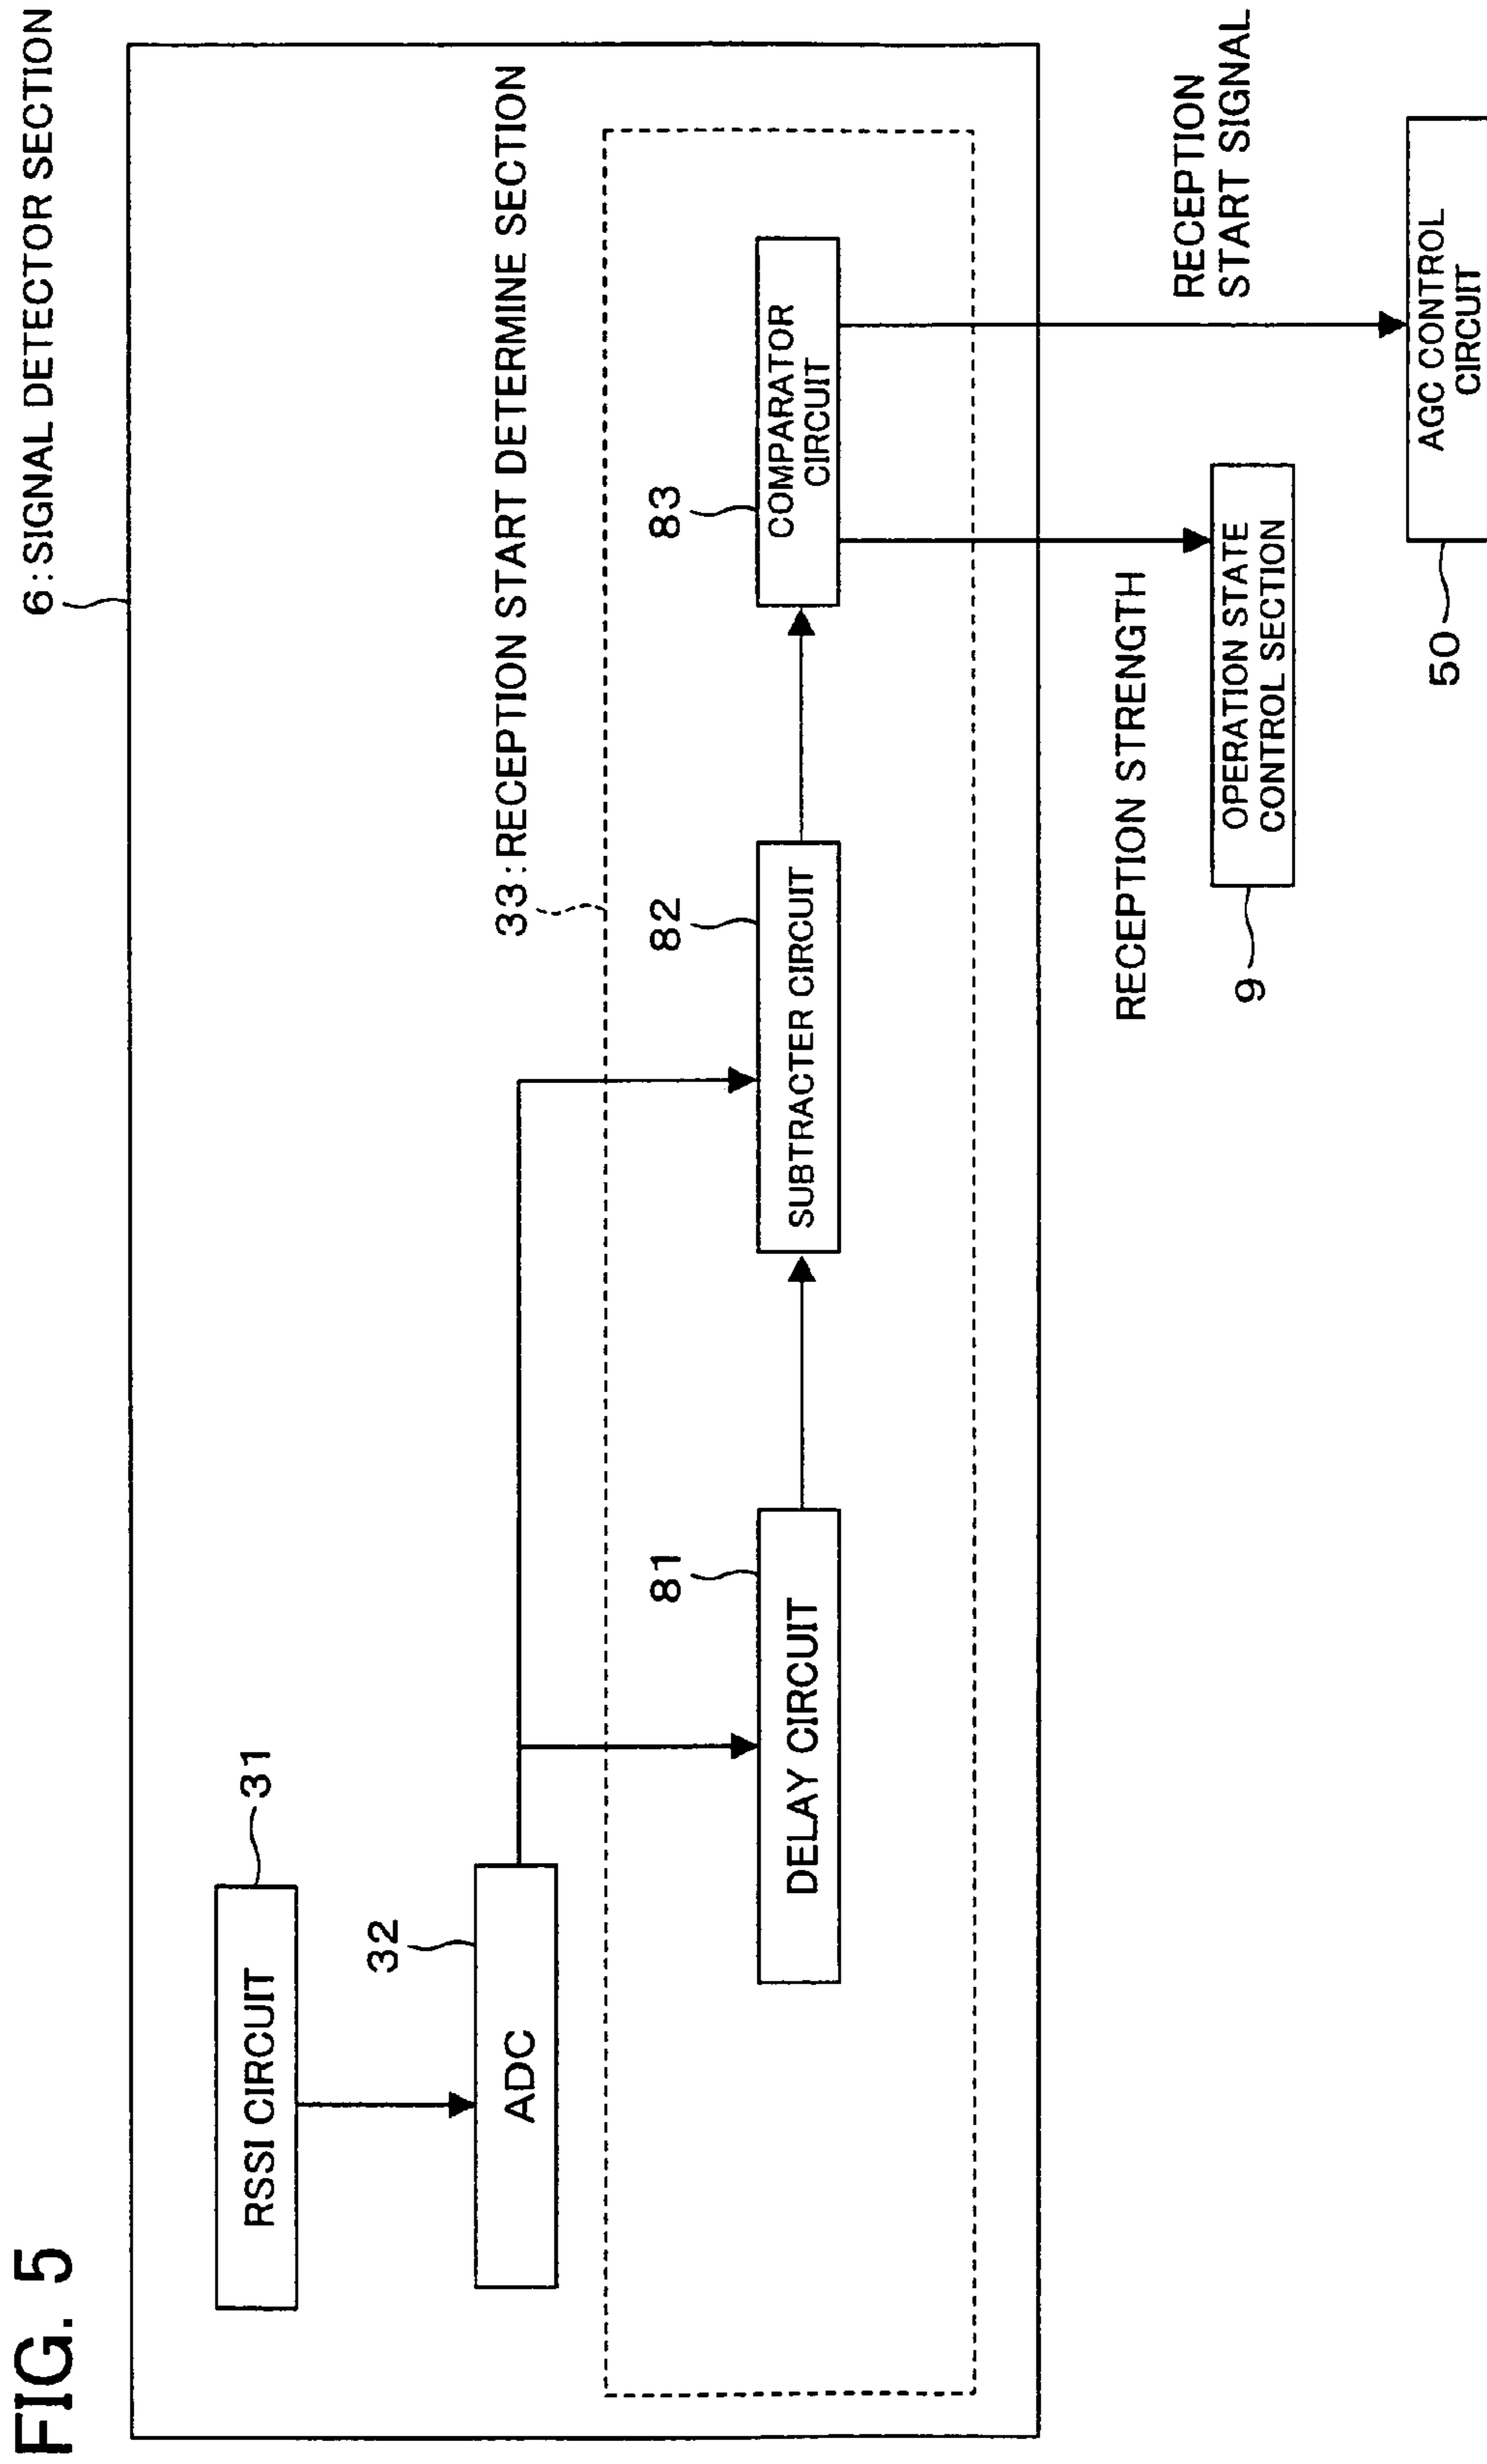 FIG. 5
6:SIGNAL DETECTOR SECTION
RSSI CIRCUIT
31
ADC
32
33:RECEPTION START DETERMINE SECTION
DELAY CIRCUIT
81
SUBTRACTER CIRCUIT
82
COMPARATOR
CIRCUIT
83
RECEPTION STRENGTH
RECEPTION
START SIGNAL
OPERATION STATE
CONTROL SECTION
9
AGC CONTROL
CIRCUIT
50